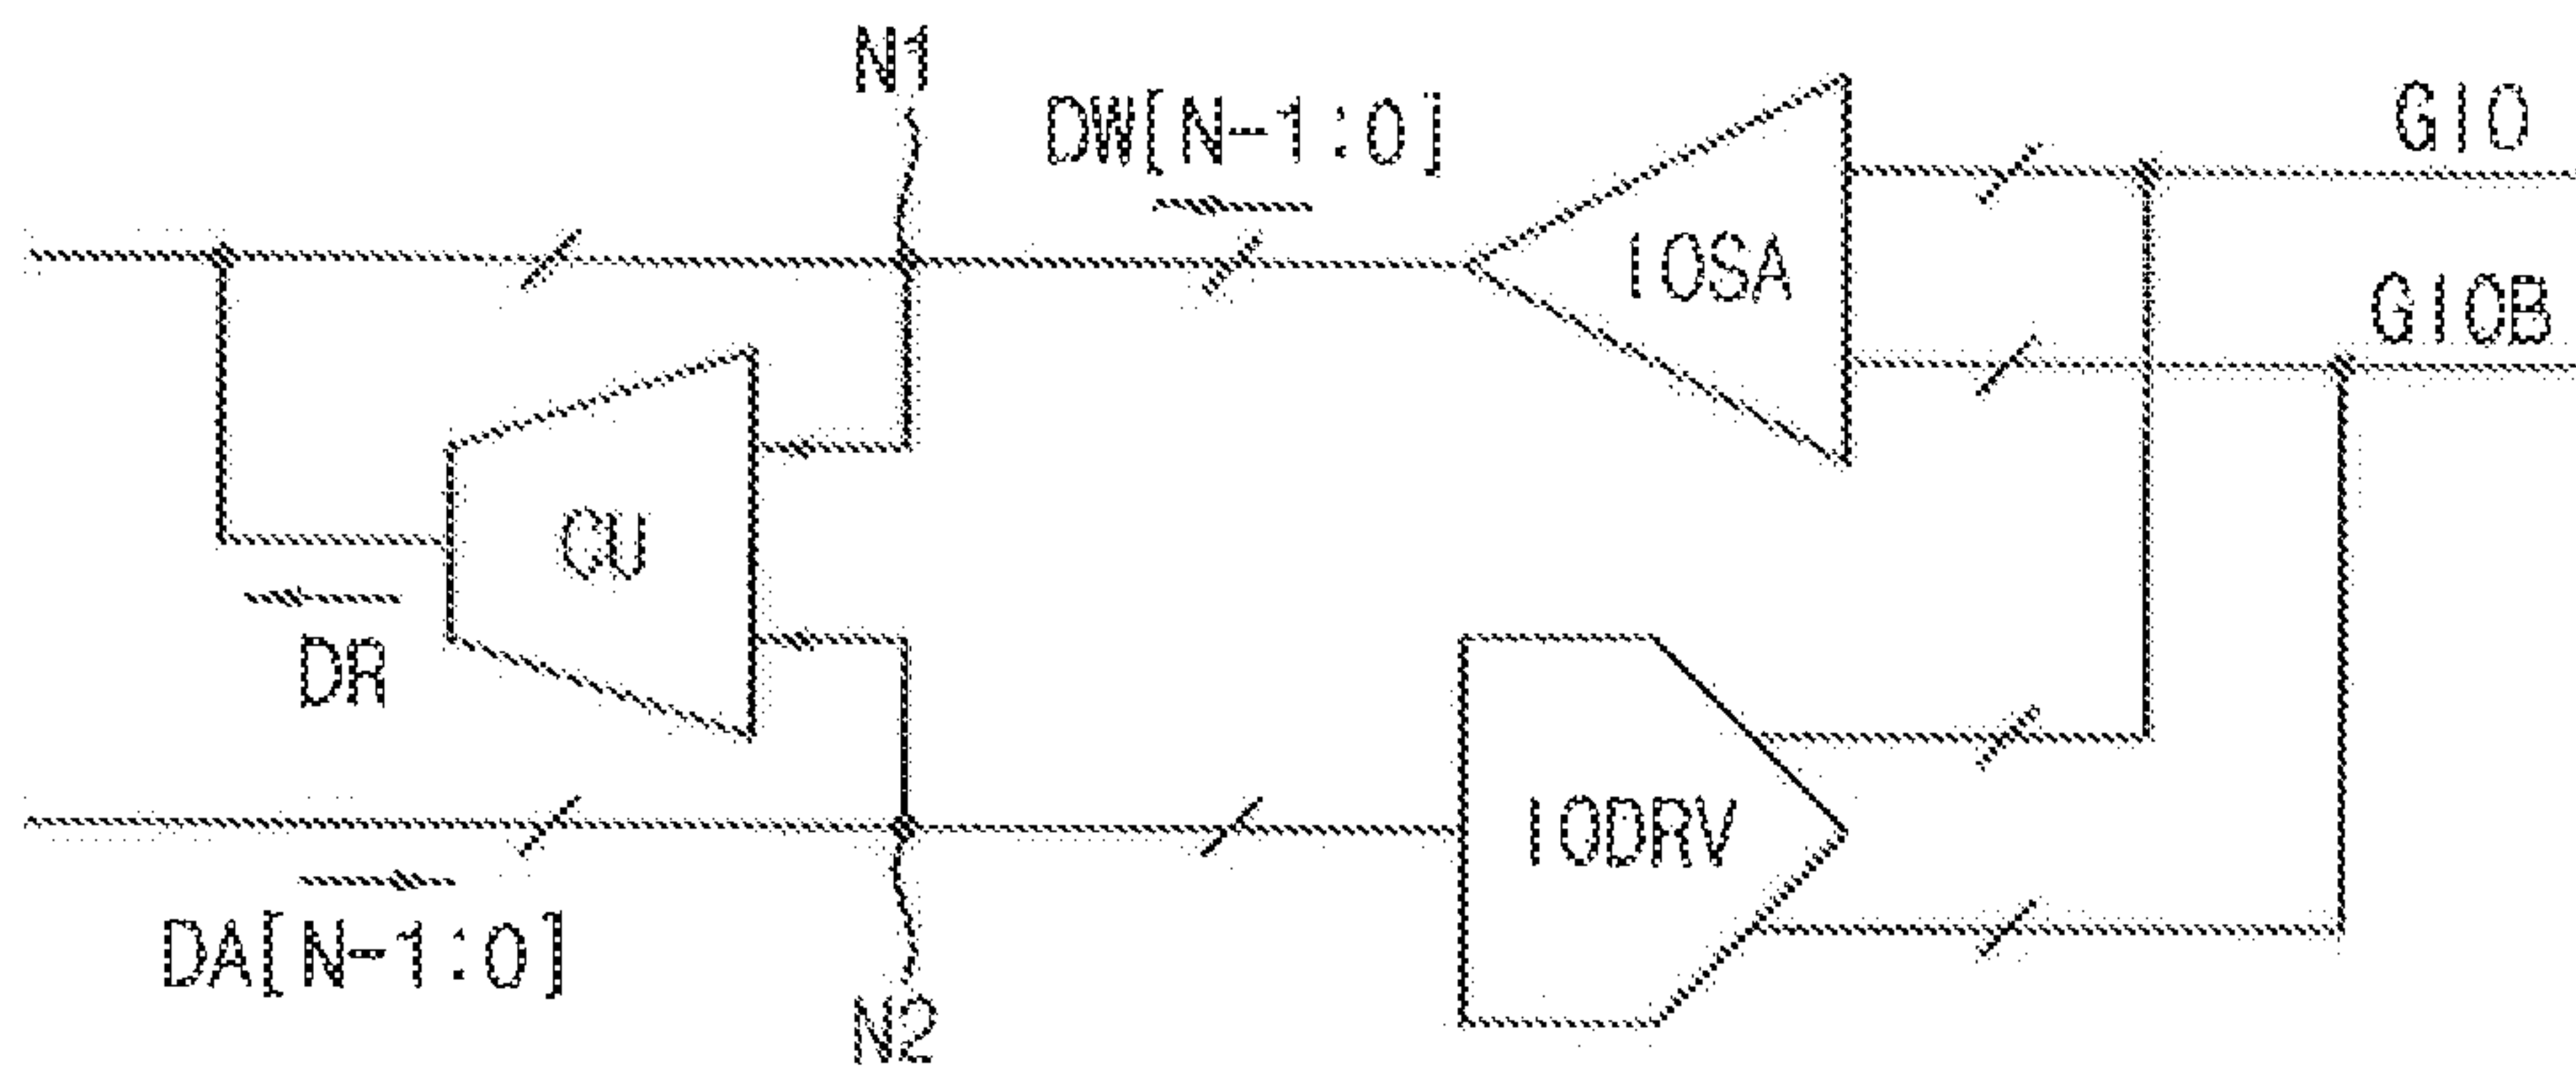 N1
DW[N-1:0]
GIO
IOSA
GIOB
CU
DR
IODRV
DA[N-1:0]
N2